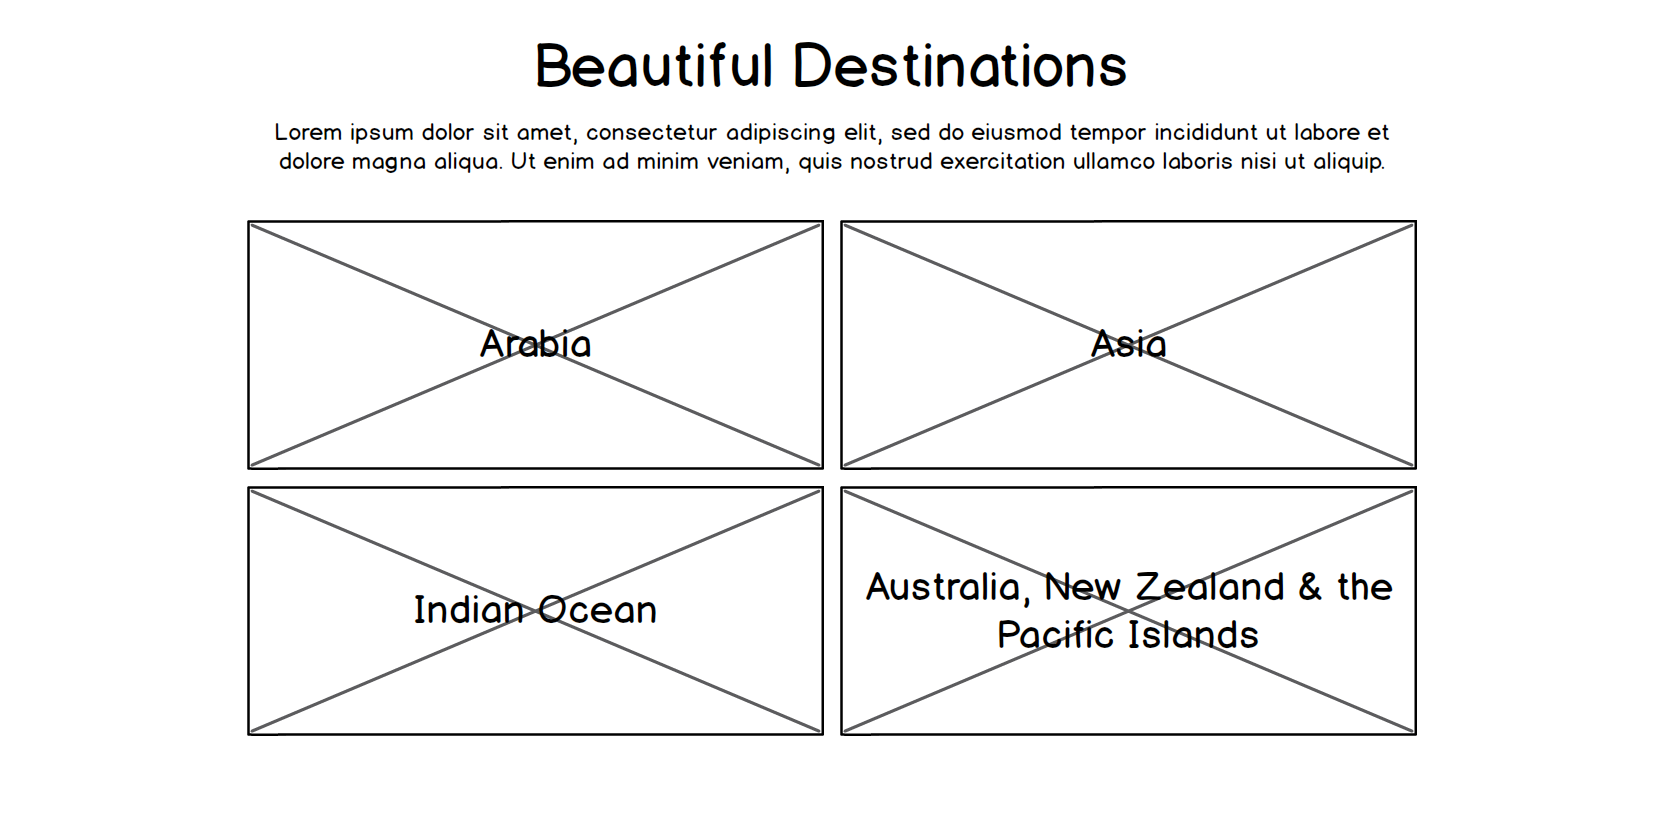 Beautiful Destinations
Lorem ipsum dolor sit amet, consectetur adipiscing elit, sed do eiusmod tempor incididunt ut labore et
dolore magna aliqua. Ut enim ad minim veniam, quis nostrud exercitation ullamco laboris nisi ut aliquip.
Arabia
Asia
Indian Ocean
Australia, New Zealand & the
Pacific Islands